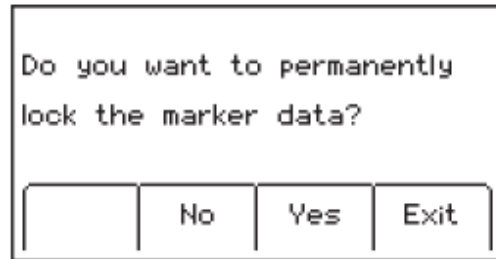 Do you want to permanently
lock the marker data?
No Yes Exit